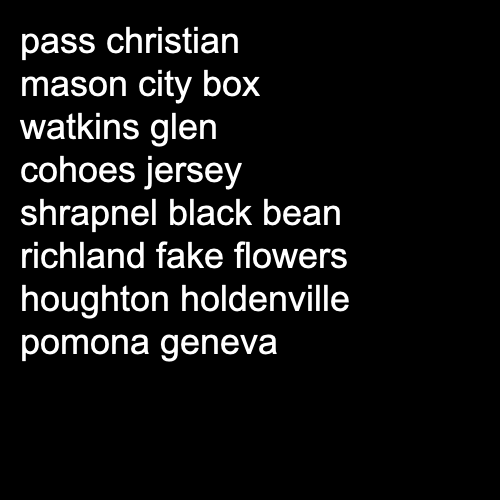 pass christian
mason city box
watkins glen
cohoes jersey
shrapnel black bean
richland fake flowers
houghton holdenville
pomona geneva